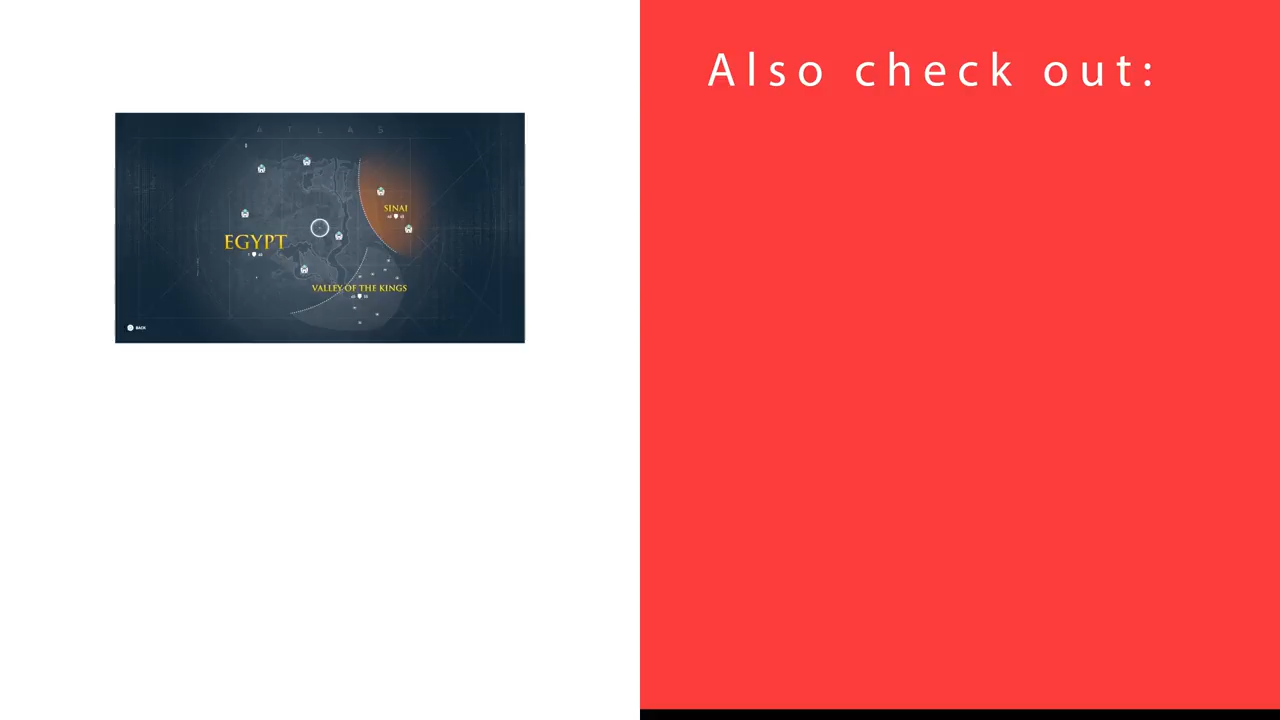 Also check out:
ATLAS
SINAI
EGYPT
VALLEY OF THE KINGS
BACK